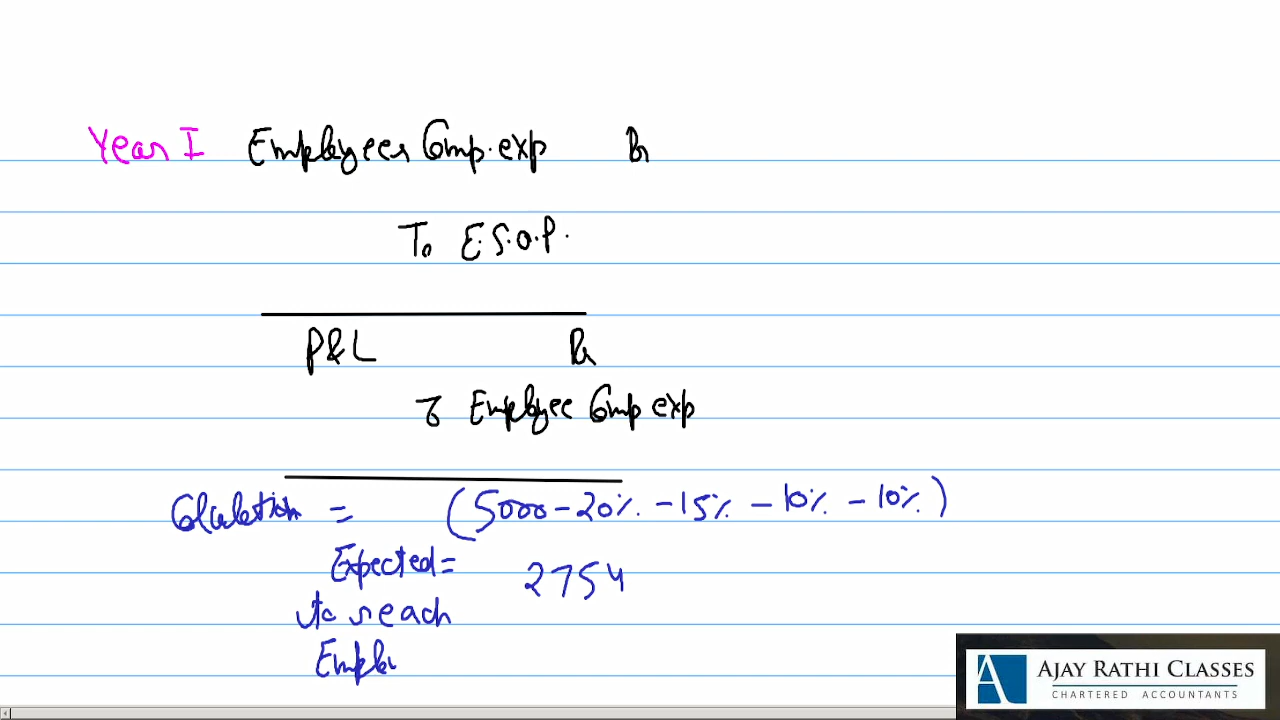 Year I Employees Comp. exp Dr
To E.S.O.P.
P&L Dr
To Employee Comp exp
Calculation = (5000 - 20% - 15% - 10% - 10%)
Expected = 2754
to reach
Emplo
AJAY RATHI CLASSES
CHARTERED ACCOUNTANTS